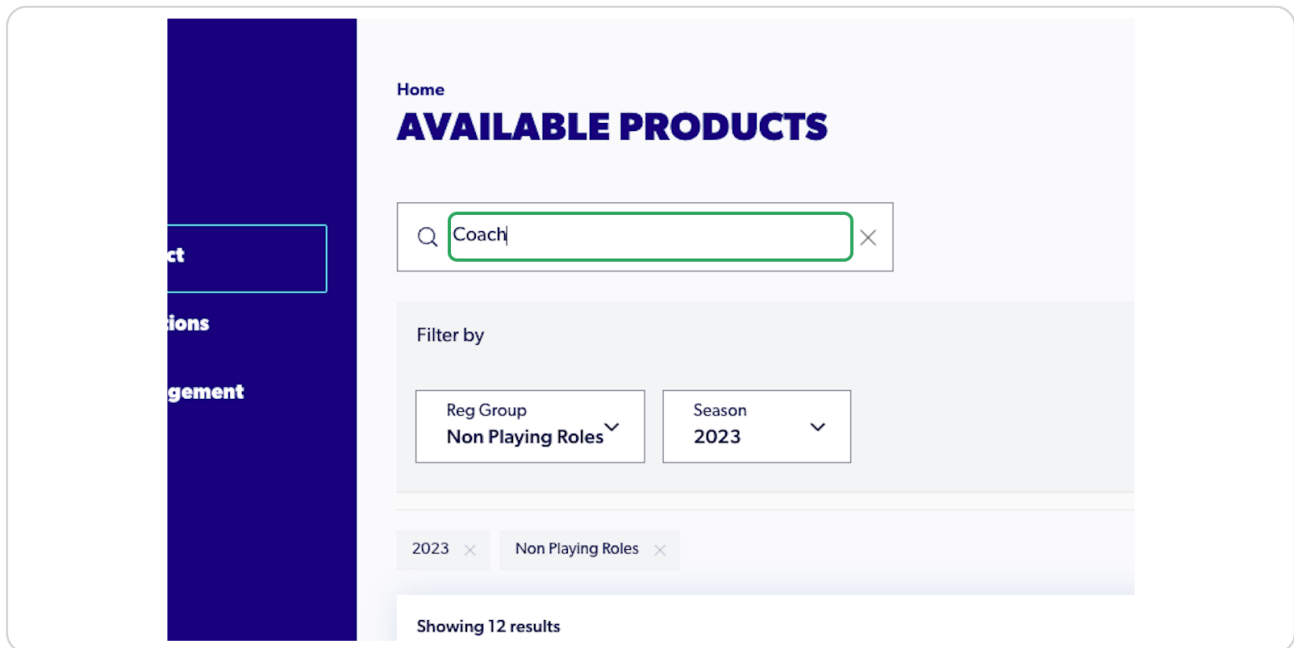 Home
AVAILABLE PRODUCTS
Coach
ct
ions
gement
Filter by
Reg Group
Non Playing Roles
Season
2023
2023
Non Playing Roles
Showing 12 results